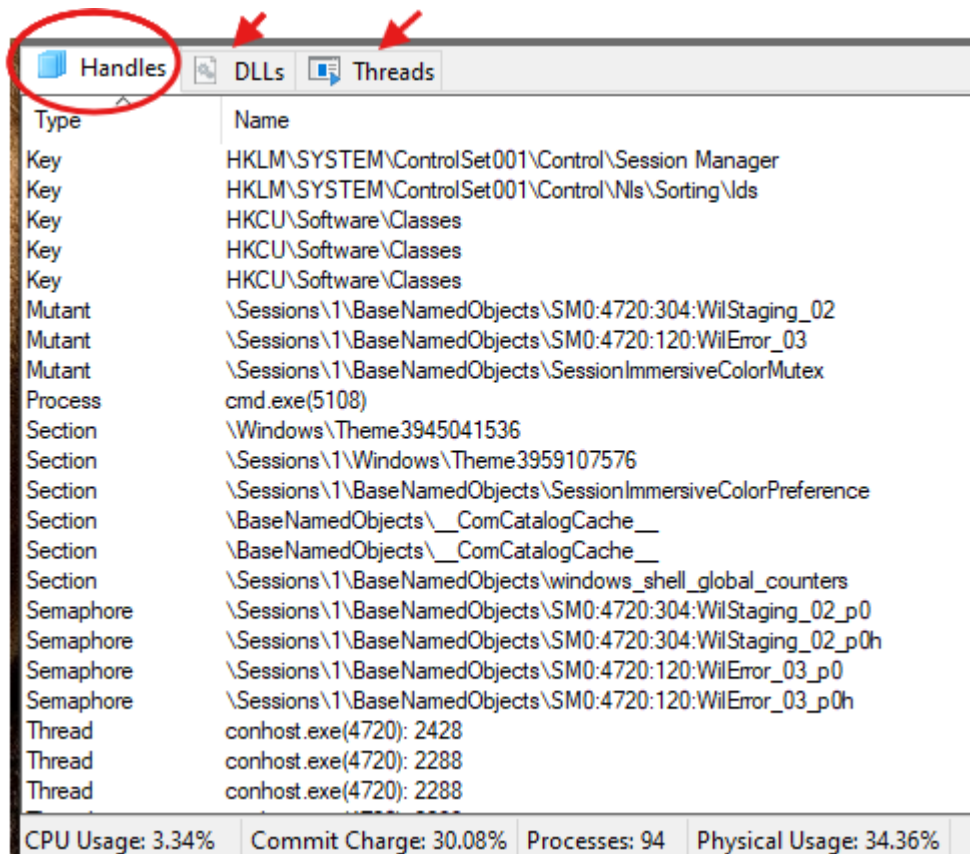 Handles DLLs Threads
Type Name
Key HKLM\SYSTEM\ControlSet001\Control\Session Manager
Key HKLM\SYSTEM\ControlSet001\Control\Nls\Sorting\Ids
Key HKCU\Software\Classes
Key HKCU\Software\Classes
Key HKCU\Software\Classes
Mutant \Sessions\1\BaseNamedObjects\SM0:4720:304:WilStaging_02
Mutant \Sessions\1\BaseNamedObjects\SM0:4720:120:WilError_03
Mutant \Sessions\1\BaseNamedObjects\SessionImmersiveColorMutex
Process cmd.exe(5108)
Section \Windows\Theme3945041536
Section \Sessions\1\Windows\Theme3959107576
Section \Sessions\1\BaseNamedObjects\SessionImmersiveColorPreference
Section \BaseNamedObjects\__ComCatalogCache__
Section \BaseNamedObjects\__ComCatalogCache__
Section \Sessions\1\BaseNamedObjects\windows_shell_global_counters
Semaphore \Sessions\1\BaseNamedObjects\SM0:4720:304:WilStaging_02_p0
Semaphore \Sessions\1\BaseNamedObjects\SM0:4720:304:WilStaging_02_p0h
Semaphore \Sessions\1\BaseNamedObjects\SM0:4720:120:WilError_03_p0
Semaphore \Sessions\1\BaseNamedObjects\SM0:4720:120:WilError_03_p0h
Thread conhost.exe(4720): 2428
Thread conhost.exe(4720): 2288
Thread conhost.exe(4720): 2288
CPU Usage: 3.34% Commit Charge: 30.08% Processes: 94 Physical Usage: 34.36%